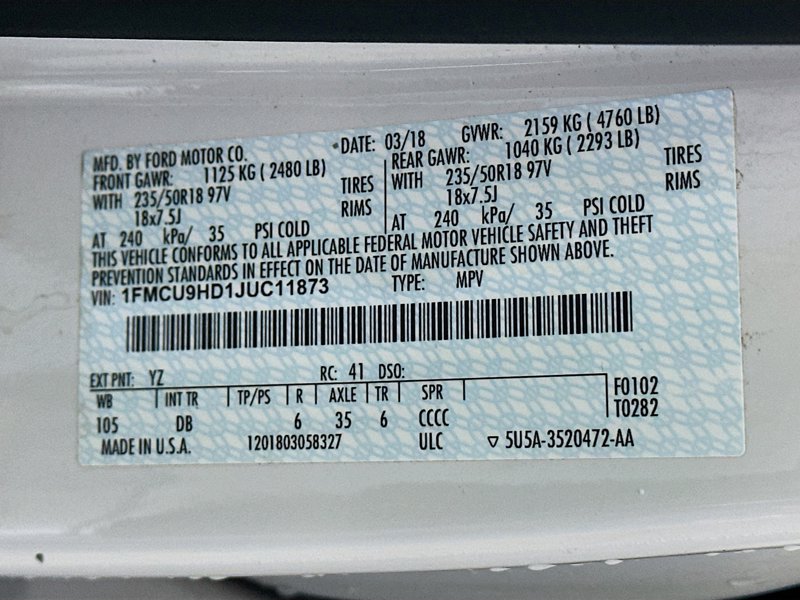 MFD. BY FORD MOTOR CO. DATE: 03/18 GVWR: 2159 KG ( 4760 LB)
FRONT GAWR: 1125 KG ( 2480 LB) REAR GAWR: 1040 KG ( 2293 LB)
WITH 235/50R18 97V TIRES WITH 235/50R18 97V TIRES
18x7.5J RIMS 18x7.5J RIMS
AT 240 kPa/ 35 PSI COLD AT 240 kPa/ 35 PSI COLD
THIS VEHICLE CONFORMS TO ALL APPLICABLE FEDERAL MOTOR VEHICLE SAFETY AND THEFT
PREVENTION STANDARDS IN EFFECT ON THE DATE OF MANUFACTURE SHOWN ABOVE.
VIN: 1FMCU9HD1JUC11873 TYPE: MPV
EXT PNT: YZ RC: 41 DSO:
WB INT TR TP/PS R AXLE TR SPR F0102
105 DB 6 35 6 CCCC T0282
MADE IN U.S.A. 1201803058327 ULC ▽ 5U5A-3520472-AA